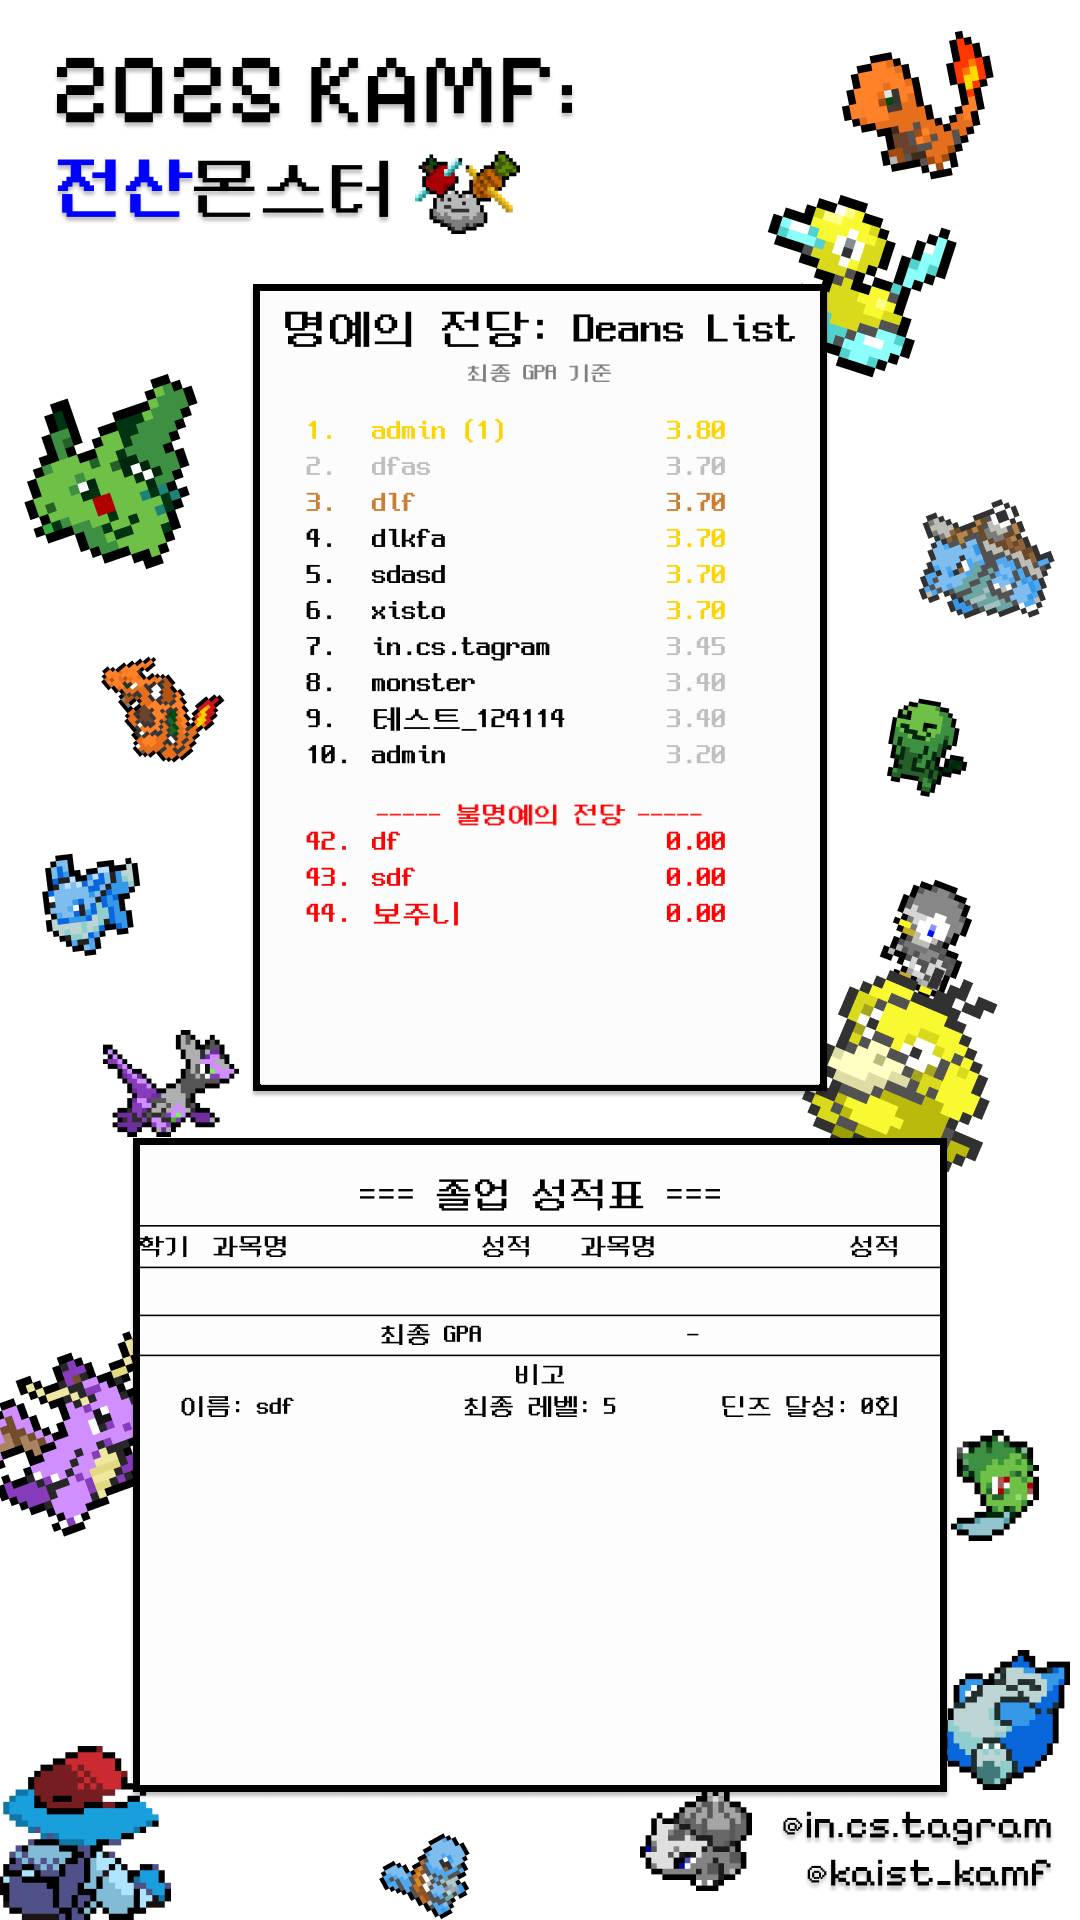 2025 KAMF:
전산몬스터
명예의 전당: Deans List
최종 GPA 기준
1. admin (1) 3.80
2. dfas 3.70
3. dlf 3.70
4. dlkfa 3.70
5. sdasd 3.70
6. xisto 3.70
7. in.cs.tagram 3.45
8. monster 3.40
9. 테스트_124114 3.40
10. admin 3.20
----- 불명예의 전당 -----
42. df 0.00
43. sdf 0.00
44. 보주니 0.00
=== 졸업 성적표 ===
학기 과목명 성적 과목명 성적
최종 GPA -
비고
이름: sdf 최종 레벨: 5 딘즈 달성: 0회
@in.cs.tagram
@kaist_kamf